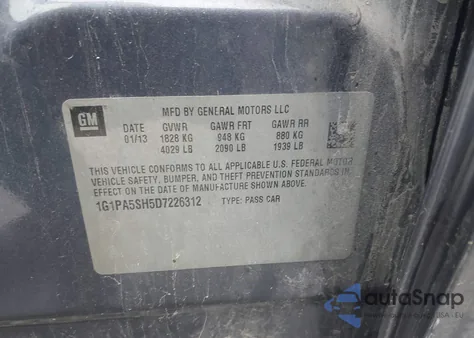 GM
MFD BY GENERAL MOTORS LLC
DATE GVWR GAWR FRT GAWR RR
01/13 1828 KG 948 KG 880 KG
4029 LB 2090 LB 1939 LB
THIS VEHICLE CONFORMS TO ALL APPLICABLE U.S. FEDERAL MOTOR
VEHICLE SAFETY, BUMPER, AND THEFT PREVENTION STANDARDS IN
EFFECT ON THE DATE OF MANUFACTURE SHOWN ABOVE.
1G1PA5SH5D7226312 TYPE: PASS CAR
autoSnap